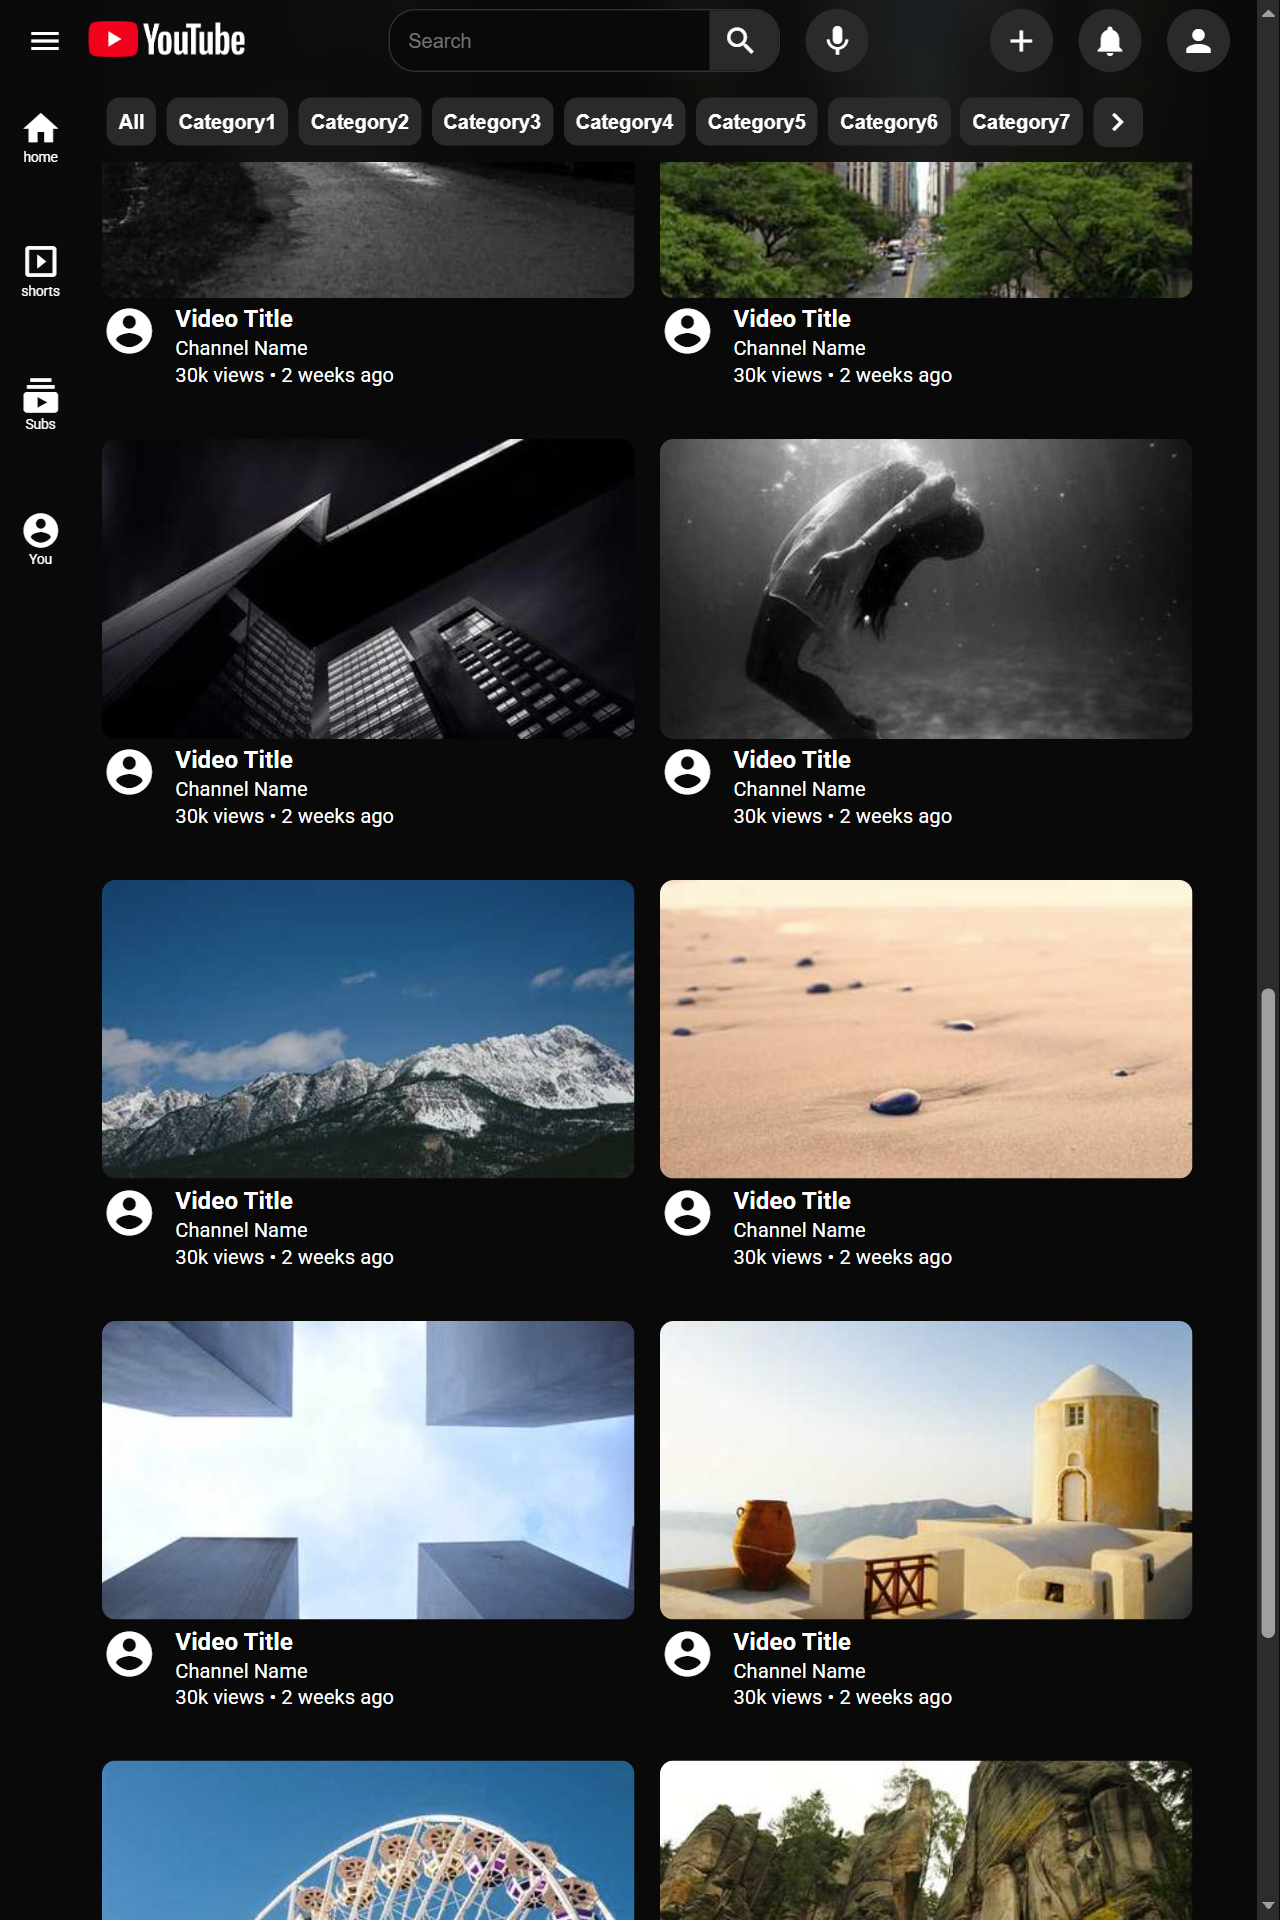 YouTube
Search
All
Category1
Category2
Category3
Category4
Category5
Category6
Category7
home
shorts
Subs
You
Video Title
Channel Name
30k views • 2 weeks ago
Video Title
Channel Name
30k views • 2 weeks ago
Video Title
Channel Name
30k views • 2 weeks ago
Video Title
Channel Name
30k views • 2 weeks ago
Video Title
Channel Name
30k views • 2 weeks ago
Video Title
Channel Name
30k views • 2 weeks ago
Video Title
Channel Name
30k views • 2 weeks ago
Video Title
Channel Name
30k views • 2 weeks ago